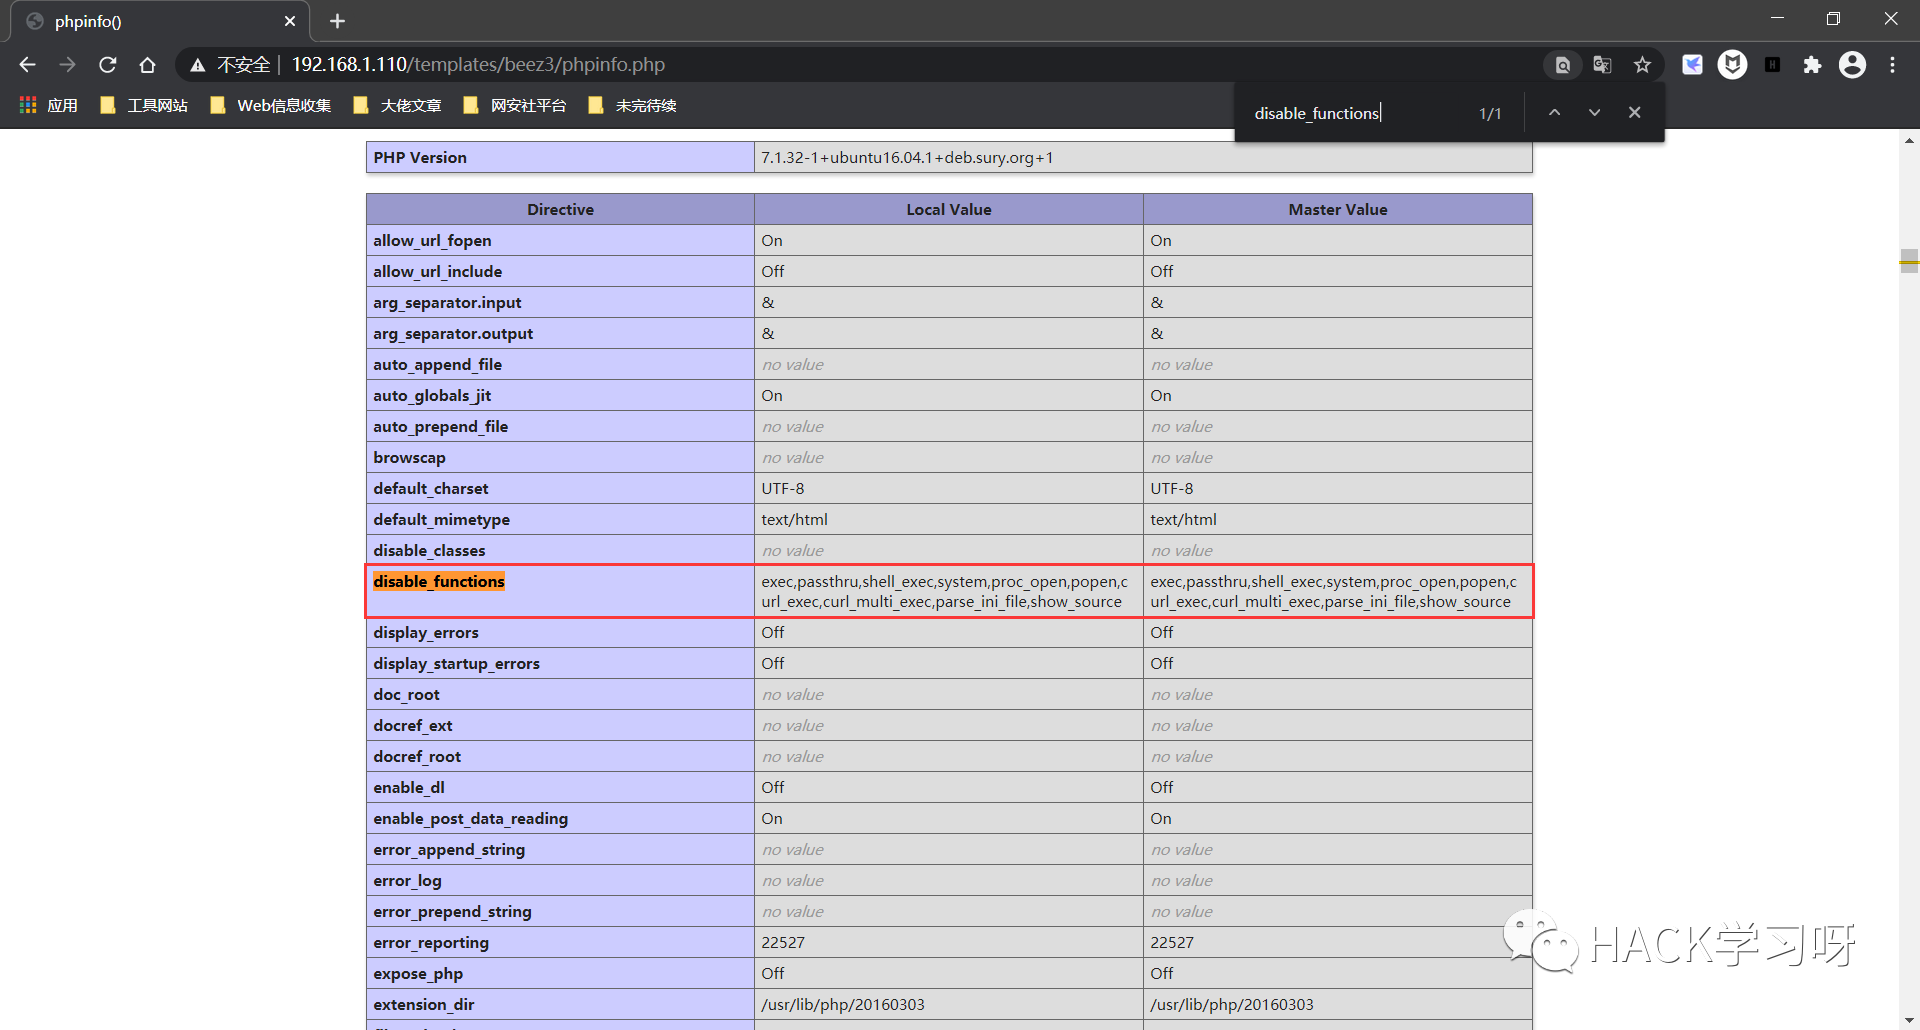 phpinfo()
不安全 | 192.168.1.110/templates/beez3/phpinfo.php
应用 工具网站 Web信息收集 大佬文章 网安社平台 未完待续
disable_functions 1/1
PHP Version 7.1.32-1+ubuntu16.04.1+deb.sury.org+1
Directive Local Value Master Value
allow_url_fopen On On
allow_url_include Off Off
arg_separator.input & &
arg_separator.output & &
auto_append_file no value no value
auto_globals_jit On On
auto_prepend_file no value no value
browscap no value no value
default_charset UTF-8 UTF-8
default_mimetype text/html text/html
disable_classes no value no value
disable_functions exec,passthru,shell_exec,system,proc_open,popen,c exec,passthru,shell_exec,system,proc_open,popen,c
url_exec,curl_multi_exec,parse_ini_file,show_source url_exec,curl_multi_exec,parse_ini_file,show_source
display_errors Off Off
display_startup_errors Off Off
doc_root no value no value
docref_ext no value no value
docref_root no value no value
enable_dl Off Off
enable_post_data_reading On On
error_append_string no value no value
error_log no value no value
error_prepend_string no value no value
error_reporting 22527 22527
expose_php Off Off
extension_dir /usr/lib/php/20160303 /usr/lib/php/20160303
HACK学习呀